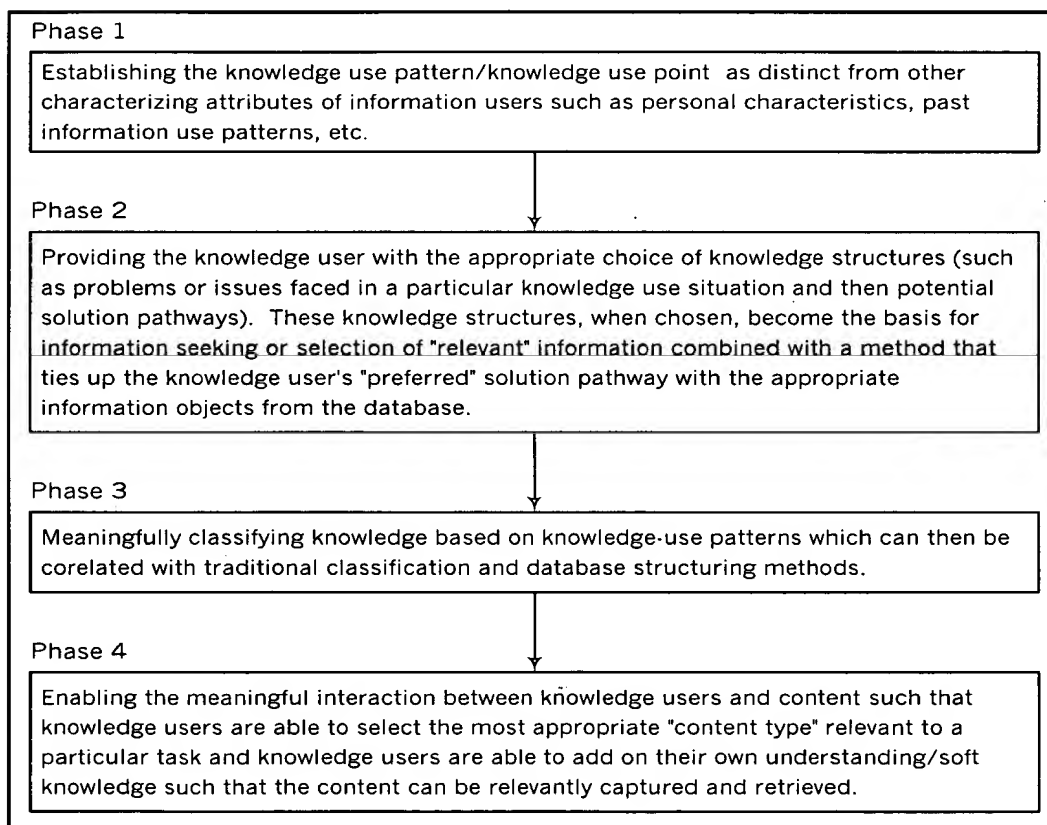 Phase 1
Establishing the knowledge use pattern/knowledge use point as distinct from other
characterizing attributes of information users such as personal characteristics, past
information use patterns, etc.
Phase 2
Providing the knowledge user with the appropriate choice of knowledge structures (such
as problems or issues faced in a particular knowledge use situation and then potential
solution pathways). These knowledge structures, when chosen, become the basis for
information seeking or selection of "relevant" information combined with a method that
ties up the knowledge user's "preferred" solution pathway with the appropriate
information objects from the database.
Phase 3
Meaningfully classifying knowledge based on knowledge-use patterns which can then be
corelated with traditional classification and database structuring methods.
Phase 4
Enabling the meaningful interaction between knowledge users and content such that
knowledge users are able to select the most appropriate "content type" relevant to a
particular task and knowledge users are able to add on their own understanding/soft
knowledge such that the content can be relevantly captured and retrieved.